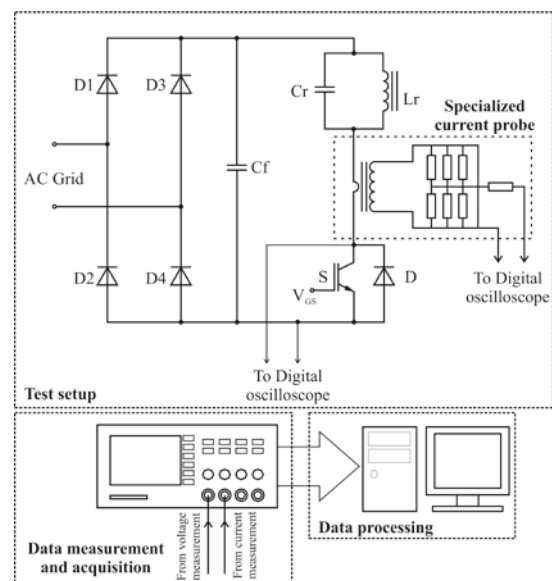 D1
D3
Cr
Lr
Specialized
current probe
AC Grid
Cf
D2
D4
S
D
V_GS
To Digital
oscilloscope
To Digital
oscilloscope
Test setup
From voltage
measurement
From current
measurement
Data measurement
and acquisition
Data processing